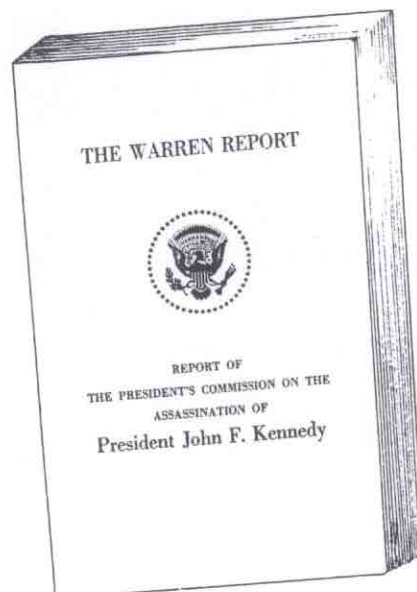 THE WARREN REPORT
REPORT OF
THE PRESIDENT'S COMMISSION ON THE
ASSASSINATION OF
President John F. Kennedy